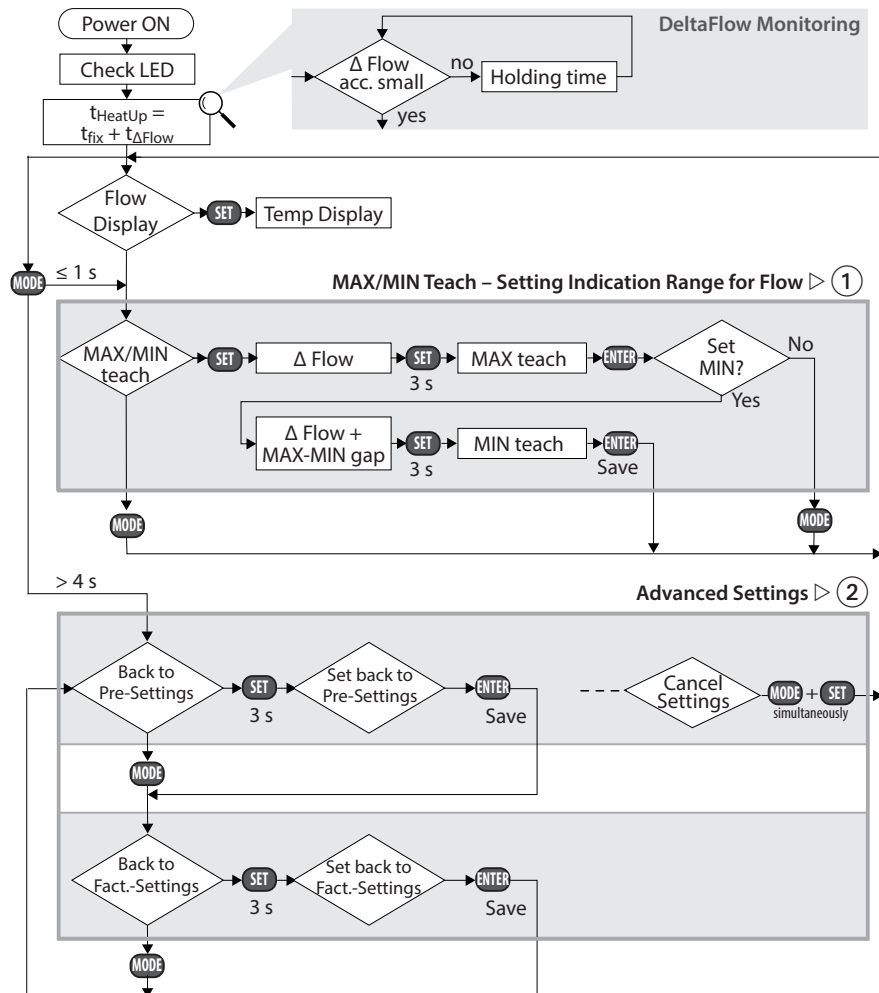 Power ON
DeltaFlow Monitoring
Check LED
Δ Flow
acc. small
no
Holding time
yes
tHeatUp =
tfix + tΔFlow
Flow
Display
SET
Temp Display
MODE
≤ 1 s
MAX/MIN Teach – Setting Indication Range for Flow ▷ 1
MAX/MIN
teach
SET
Δ Flow
SET
3 s
MAX teach
ENTER
Set
MIN?
No
Yes
Δ Flow +
MAX-MIN gap
SET
3 s
MIN teach
ENTER
Save
MODE
MODE
> 4 s
Advanced Settings ▷ 2
Back to
Pre-Settings
SET
3 s
Set back to
Pre-Settings
ENTER
Save
Cancel
Settings
MODE + SET
simultaneously
MODE
Back to
Fact.-Settings
SET
3 s
Set back to
Fact.-Settings
ENTER
Save
MODE